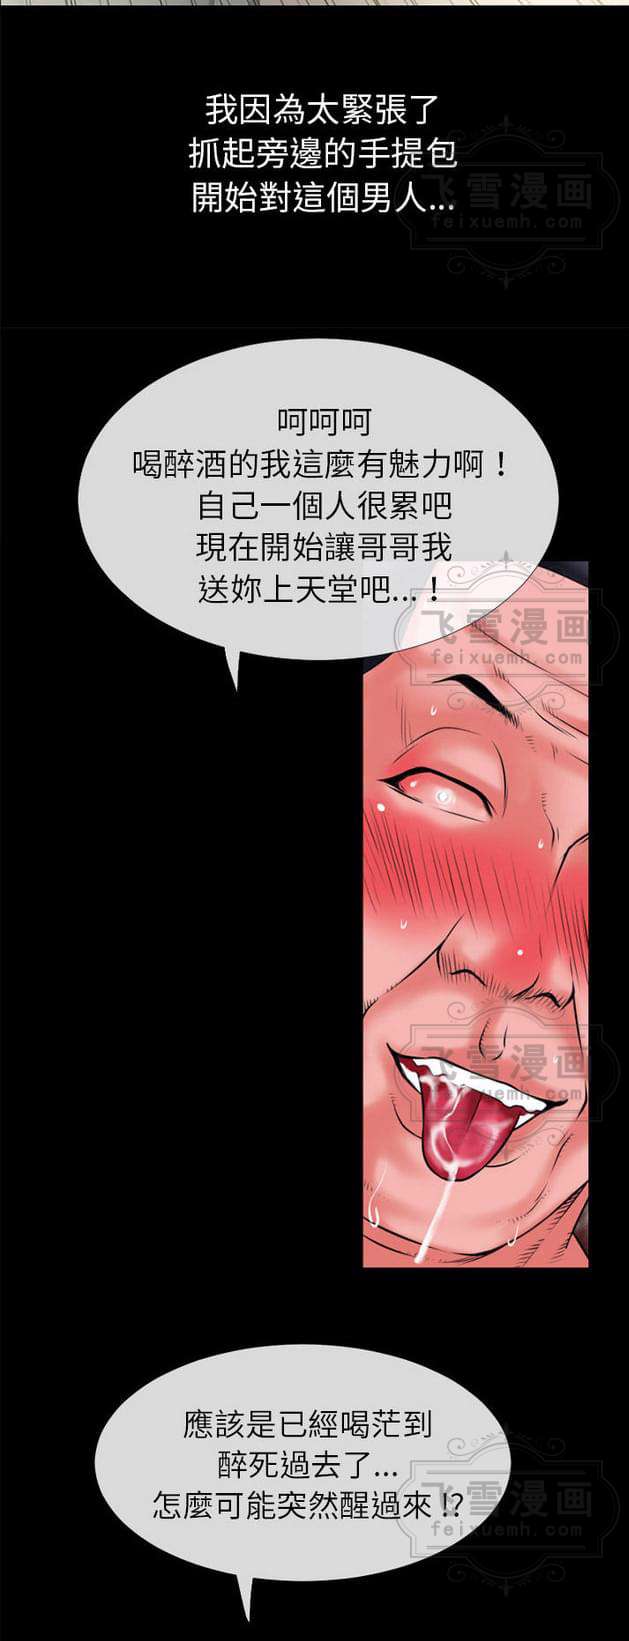 我因為太緊張了
抓起旁邊的手提包
開始對這個男人...
飞雪漫画
feixuemh.com
呵呵呵
喝醉酒的我這麼有魅力啊！
自己一個人很累吧
現在開始讓哥哥我
送妳上天堂吧...！
飞雪漫画
feixuemh.com
飞雪漫画
feixuemh.com
應該是已經喝茫到
醉死過去了...
怎麼可能突然醒過來!?
飞雪漫画
feixuemh.com